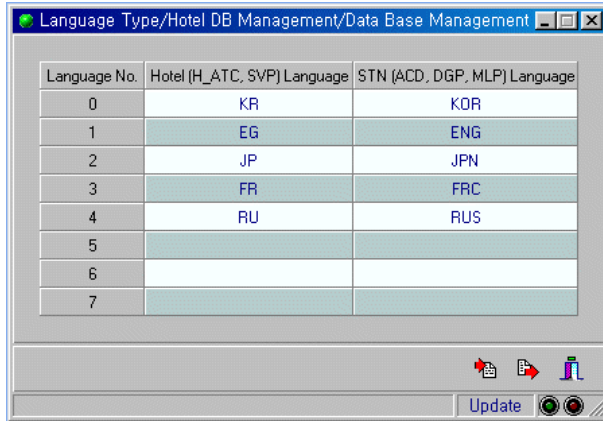 Language Type/Hotel DB Management/Data Base Management
Language No. Hotel (H_ATC, SVP) Language STN (ACD, DGP, MLP) Language
0 KR KOR
1 EG ENG
2 JP JPN
3 FR FRC
4 RU RUS
5
6
7
Update